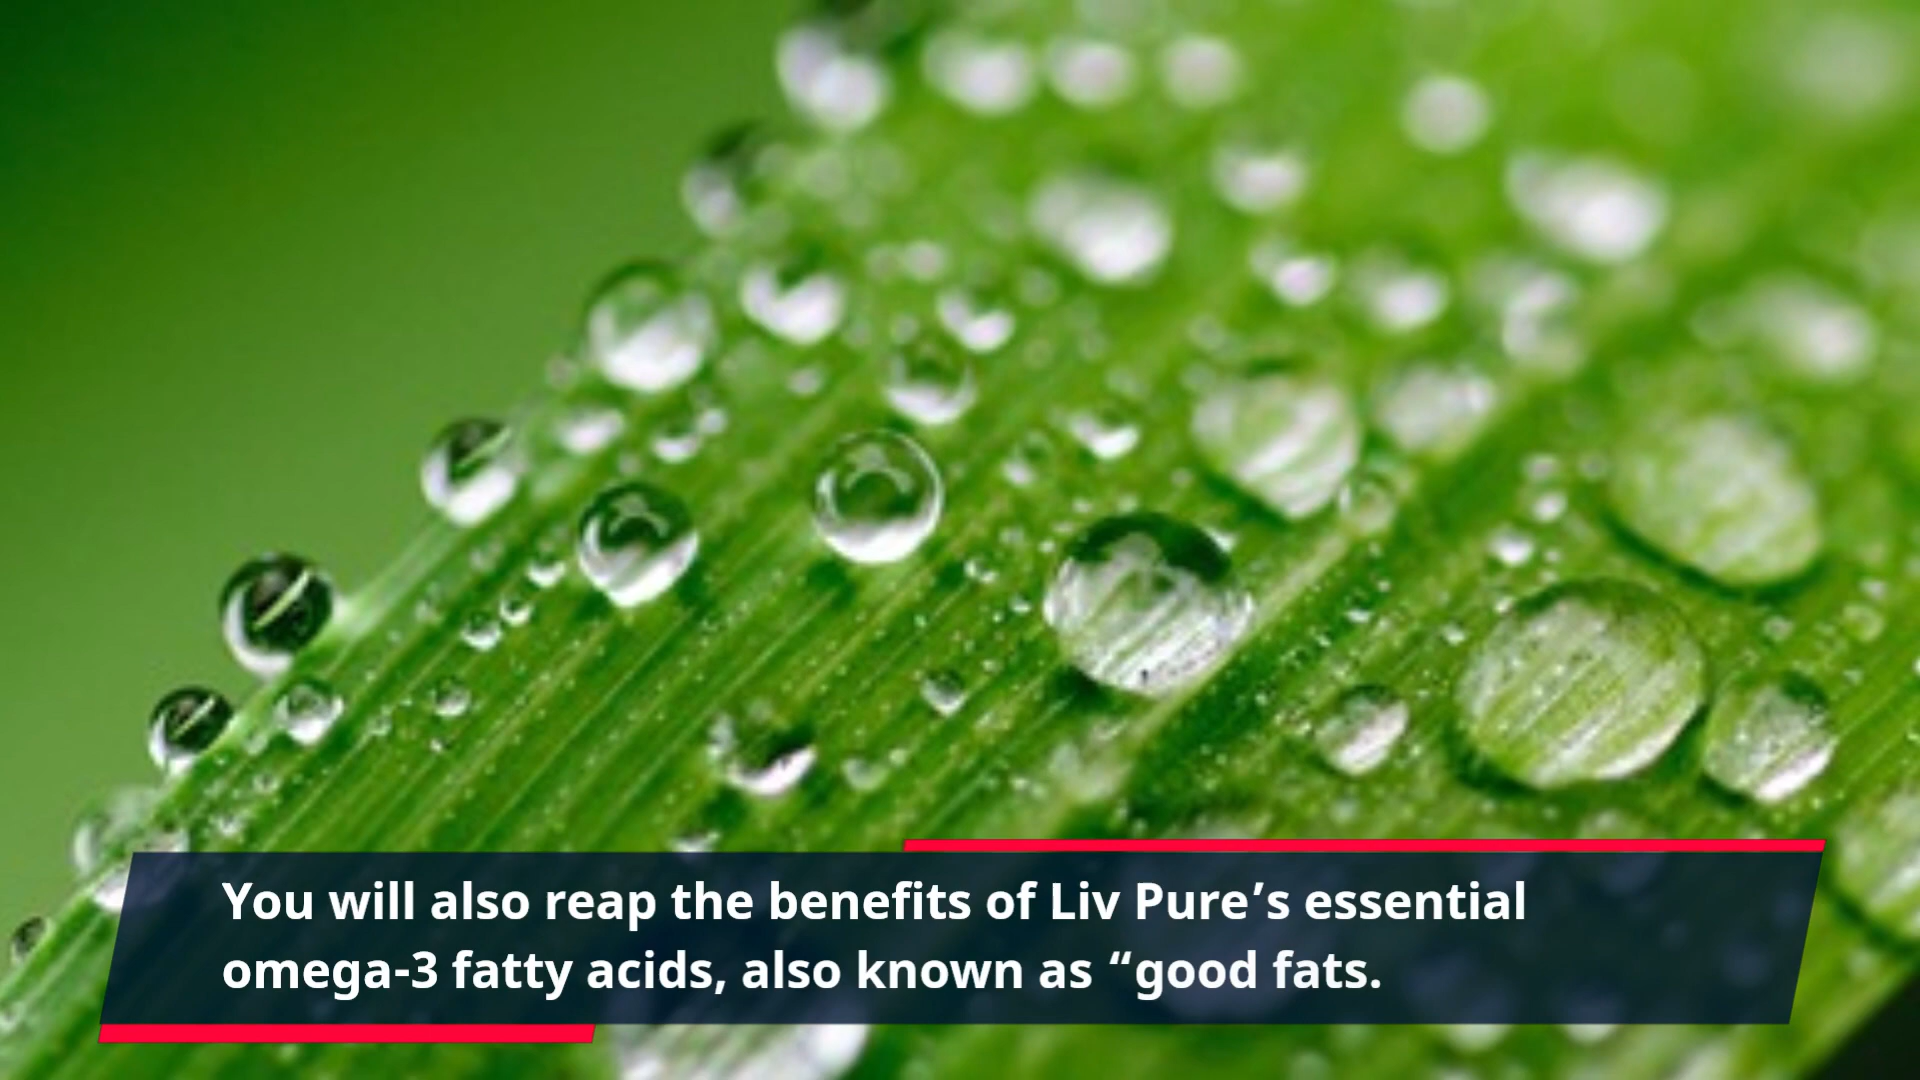 You will also reap the benefits of Liv Pure’s essential
omega-3 fatty acids, also known as “good fats.